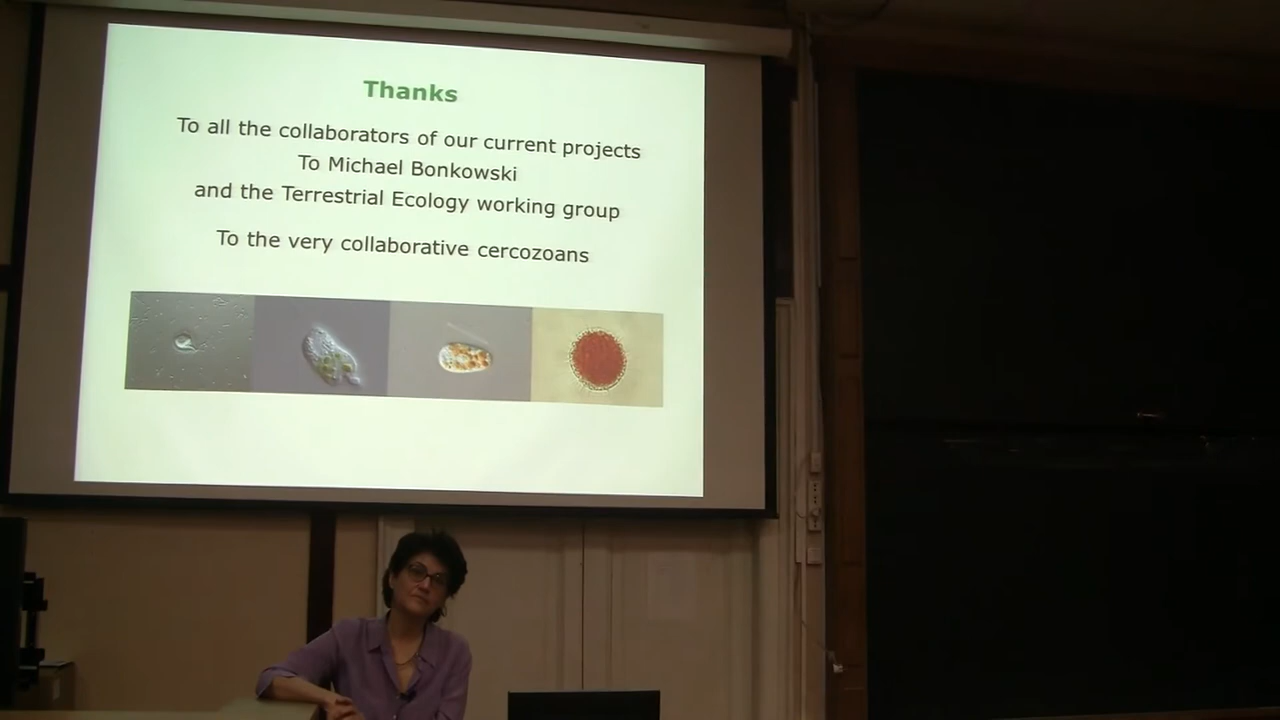 Thanks
To all the collaborators of our current projects
To Michael Bonkowski
and the Terrestrial Ecology working group
To the very collaborative cercozoans